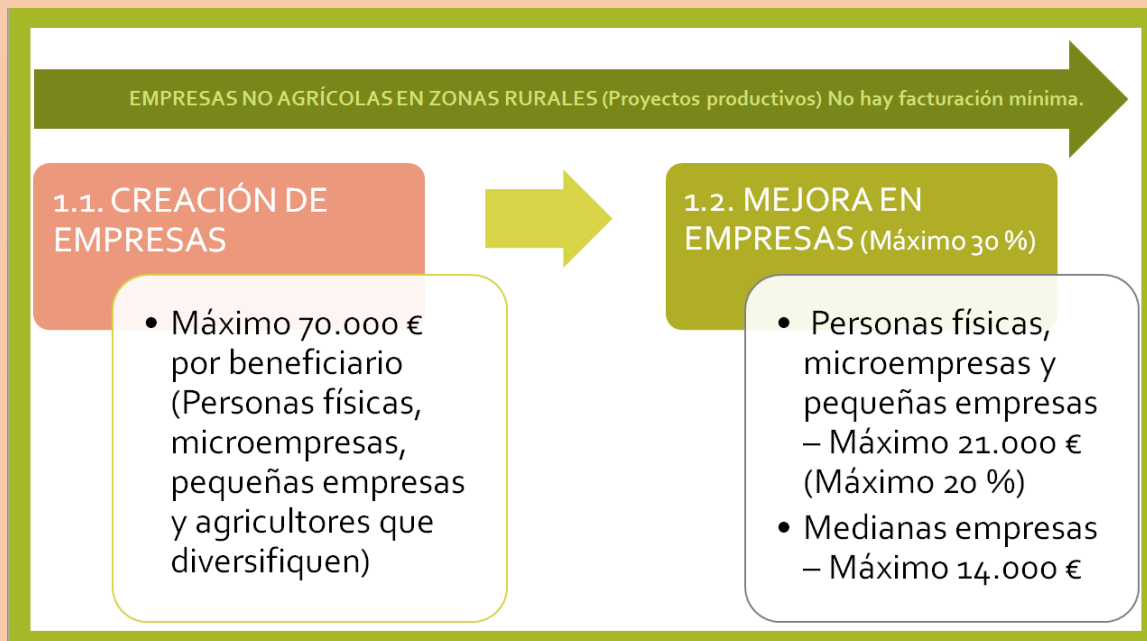 EMPRESAS NO AGRÍCOLAS EN ZONAS RURALES (Proyectos productivos) No hay facturación mínima.
1.1. CREACIÓN DE
EMPRESAS
• Máximo 70.000 €
por beneficiario
(Personas físicas,
microempresas,
pequeñas empresas
y agricultores que
diversifiquen)
1.2. MEJORA EN
EMPRESAS (Máximo 30 %)
• Personas físicas,
microempresas y
pequeñas empresas
– Máximo 21.000 €
(Máximo 20 %)
• Medianas empresas
– Máximo 14.000 €